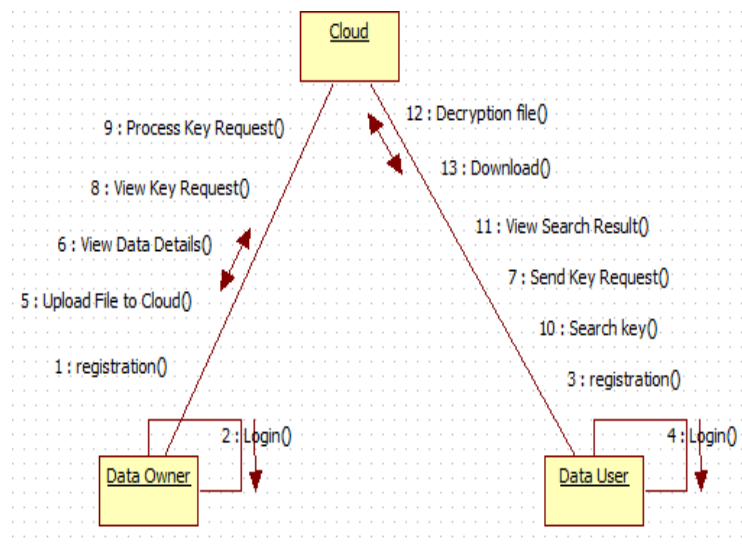 Cloud
12 : Decryption file()
9 : Process Key Request()
13 : Download()
8 : View Key Request()
11 : View Search Result()
6 : View Data Details()
7 : Send Key Request()
5 : Upload File to Cloud()
10 : Search key()
1 : registration()
3 : registration()
2 : Login()
4 : Login()
Data Owner
Data User